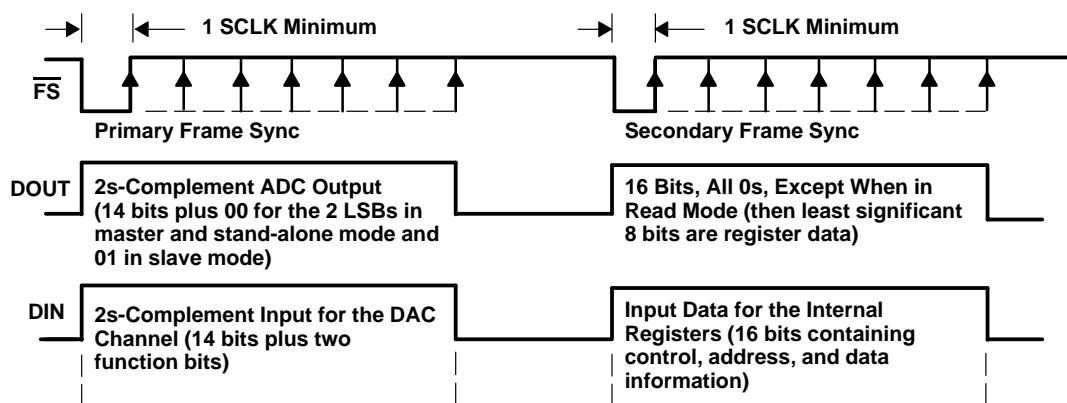 1 SCLK Minimum
1 SCLK Minimum
FS
Primary Frame Sync
Secondary Frame Sync
DOUT
2s-Complement ADC Output
(14 bits plus 00 for the 2 LSBs in
master and stand-alone mode and
01 in slave mode)
16 Bits, All 0s, Except When in
Read Mode (then least significant
8 bits are register data)
DIN
2s-Complement Input for the DAC
Channel (14 bits plus two
function bits)
Input Data for the Internal
Registers (16 bits containing
control, address, and data
information)